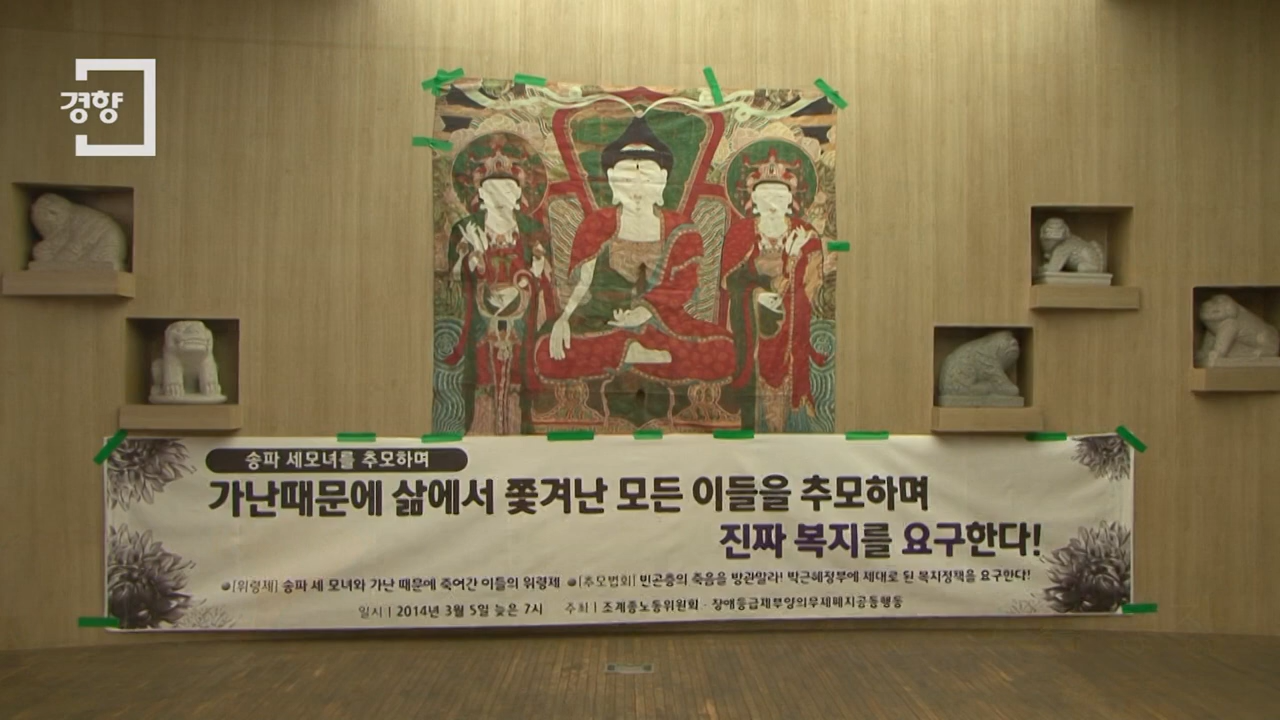 경향
송파 세모녀를 추모하며
가난때문에 삶에서 쫓겨난 모든 이들을 추모하며
진짜 복지를 요구한다!
●[위령제] 송파 세 모녀와 가난 때문에 죽어간 이들의 위령제 ●[추모법회] 빈곤층의 죽음을 방관말라! 박근혜정부에 제대로 된 복지정책을 요구한다!
일시 | 2014년 3월 5일 늦은 7시 주최 | 조계종노동위원회 · 장애등급제부양의무제폐지공동행동